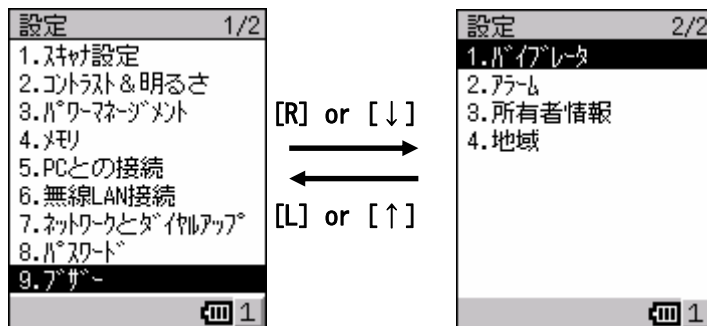 設定 1/2
1.ｽｷｬﾅ設定
2.ｺﾝﾄﾗｽﾄ＆明るさ
3.ﾊﾟﾜｰﾏﾈｰｼﾞﾒﾝﾄ
4.ﾒﾓﾘ
5.PCとの接続
6.無線LAN接続
7.ﾈｯﾄﾜｰｸとﾀﾞｲﾔﾙｱｯﾌﾟ
8.ﾊﾟｽﾜｰﾄﾞ
9.ﾌﾞｻﾞｰ
1
[R] or [↓]
[L] or [↑]
設定 2/2
1.ﾊﾞｲﾌﾞﾚｰﾀ
2.ｱﾗｰﾑ
3.所有者情報
4.地域
1